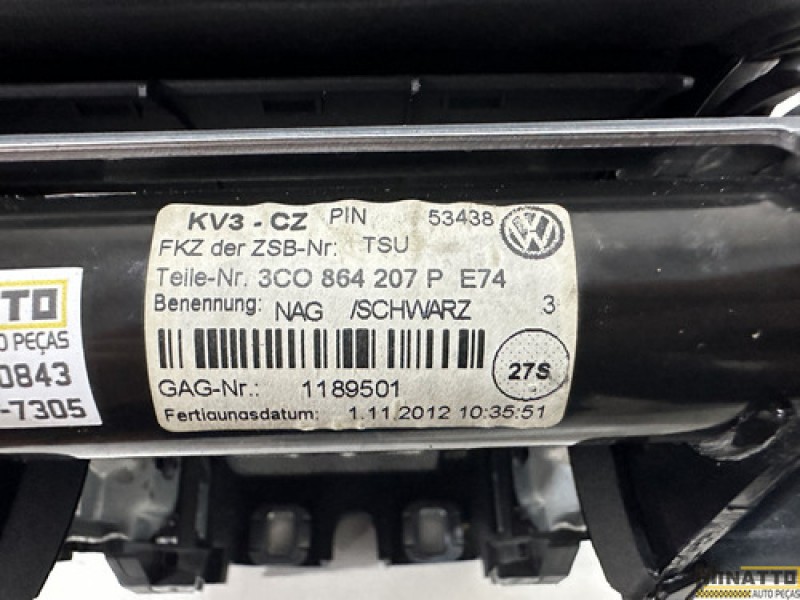 KV3 - CZ PIN 53438
FKZ der ZSB-Nr: TSU
Teile-Nr. 3C0 864 207 P E74
Benennung: NAG /SCHWARZ 3
27S
GAG-Nr.: 1189501
Fertigungsdatum: 1.11.2012 10:35:51
NATTO
O PEÇAS
0843
-7305
MINATTO
AUTO PEÇAS